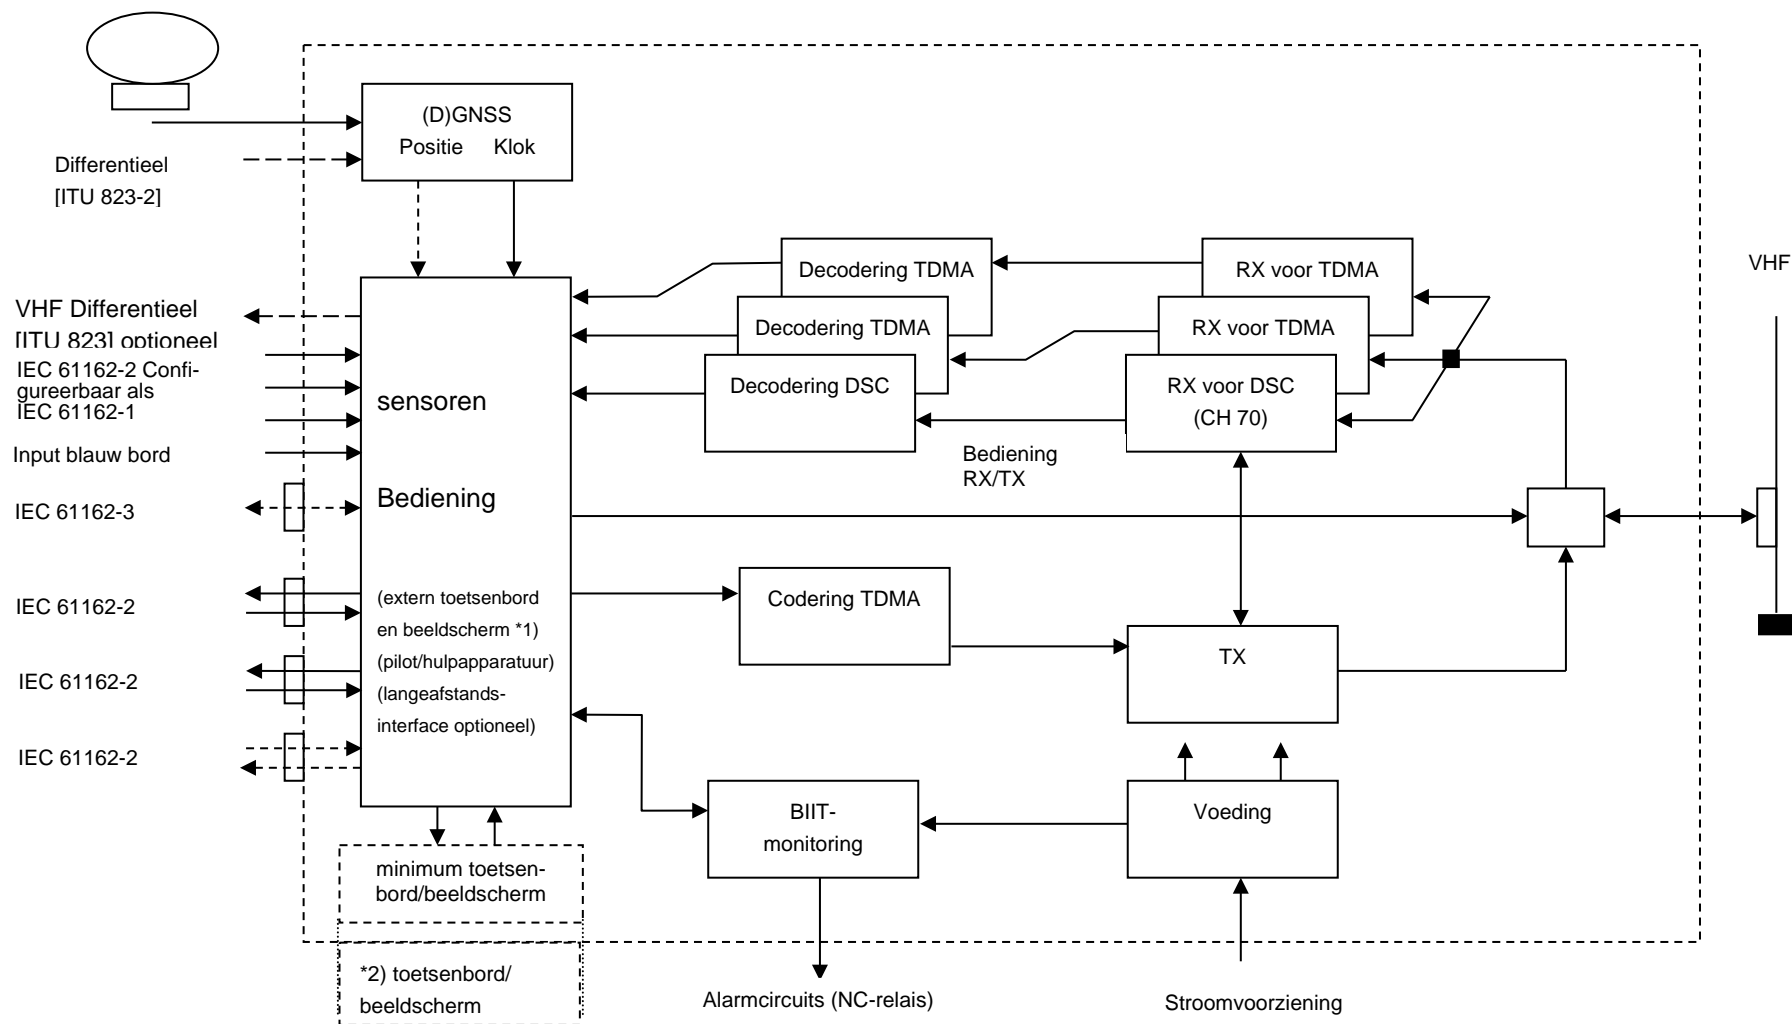 (D)GNSS
Positie Klok
Differentieel
[ITU 823-2]
VHF
Decodering TDMA
RX voor TDMA
Decodering TDMA
RX voor TDMA
Decodering DSC
RX voor DSC
(CH 70)
VHF Differentieel
[ITU 823] optioneel
IEC 61162-2 Confi-
gureerbaar als
IEC 61162-1
Input blauw bord
IEC 61162-3
IEC 61162-2
IEC 61162-2
IEC 61162-2
sensoren
Bediening
(extern toetsenbord
en beeldscherm *1)
(pilot/hulpapparatuur)
(langeafstands-
interface optioneel)
Bediening
RX/TX
Codering TDMA
TX
BIIT-
monitoring
Voeding
minimum toetsen-
bord/beeldscherm
*2) toetsenbord/
beeldscherm
Alarmcircuits (NC-relais)
Stroomvoorziening